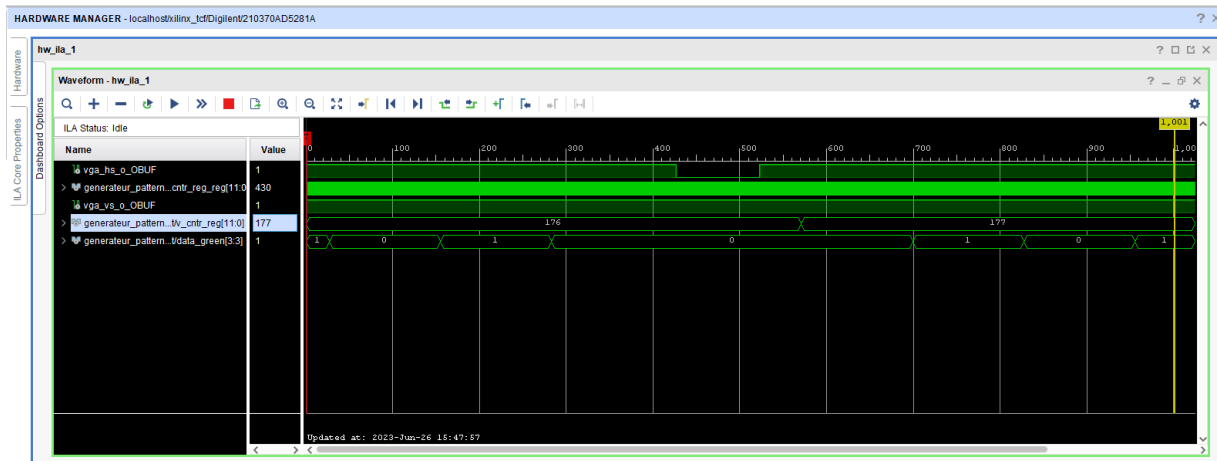 HARDWARE MANAGER - localhost/xilinx_tcf/Digilent/210370AD5281A
Hardware
ILA Core Properties
hw_ila_1
Dashboard Options
Waveform - hw_ila_1
ILA Status: Idle
1,001
Name Value
0 100 200 300 400 500 600 700 800 900 1,00
vga_hs_o_OBUF 1
generateur_pattern...cntr_reg_reg[11:0 430
vga_vs_o_OBUF 1
generateur_pattern...t/v_cntr_reg[11:0] 177 176 177
generateur_pattern...t/data_green[3:3] 1 1 0 1 0 1 0 1
Updated at: 2023-Jun-26 15:47:57